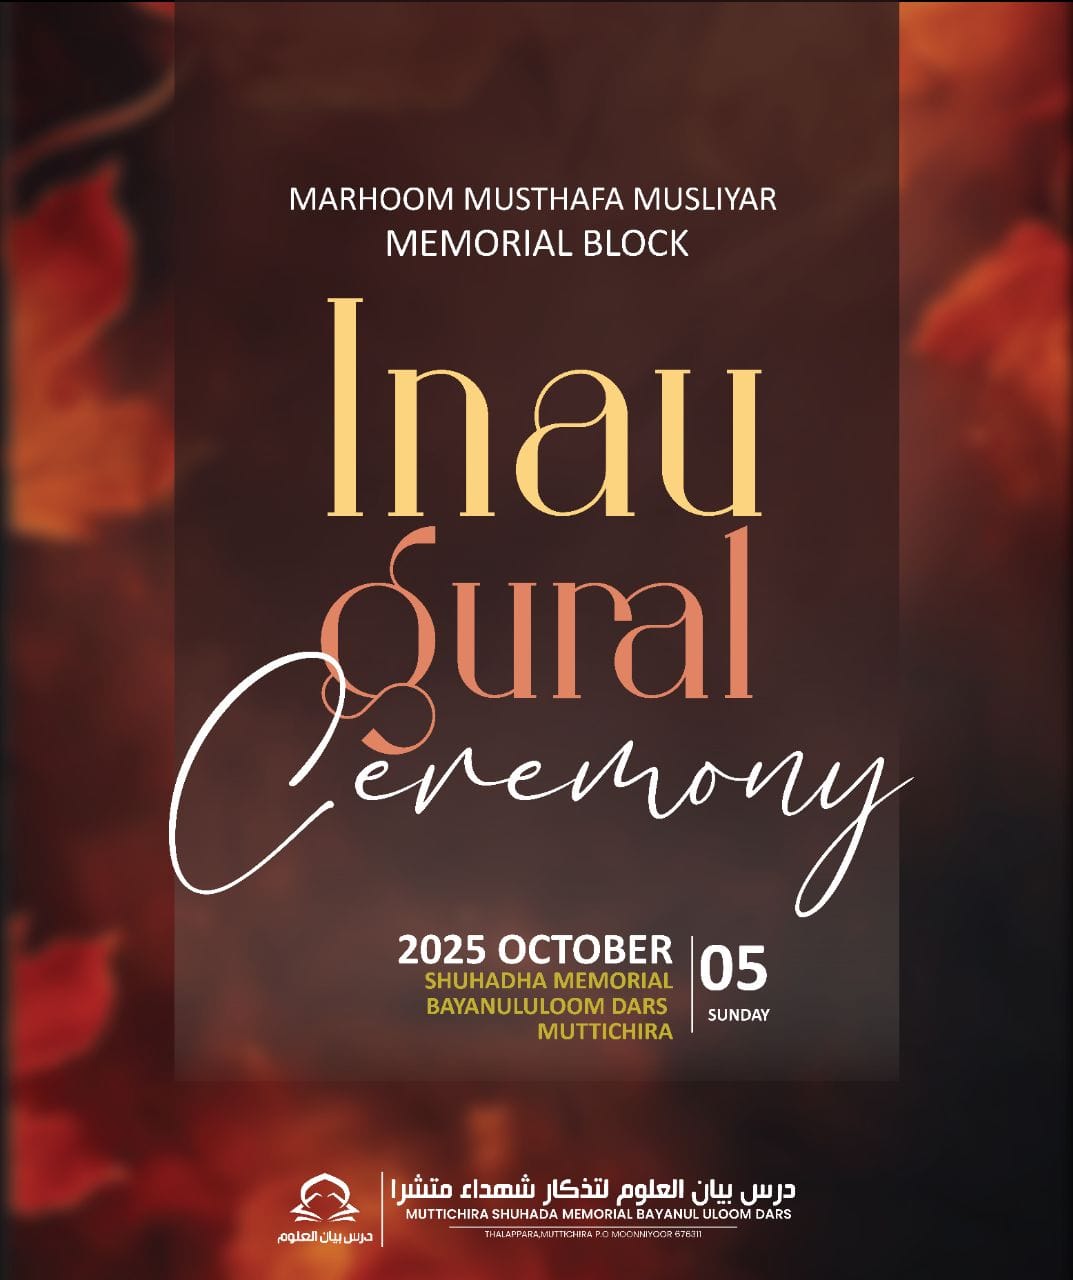 MARHOOM MUSTHAFA MUSLIYAR
MEMORIAL BLOCK
Inau
gural
Ceremony
2025 OCTOBER
SHUHADHA MEMORIAL
BAYANULULOOM DARS
MUTTICHIRA
05
SUNDAY
درس بيان العلوم
درس بيان العلوم لتذكار شهداء متشرا
MUTTICHIRA SHUHADA MEMORIAL BAYANUL ULOOM DARS
THALAPPARA,MUTTICHIRA P.O MOONNIYOOR 676311